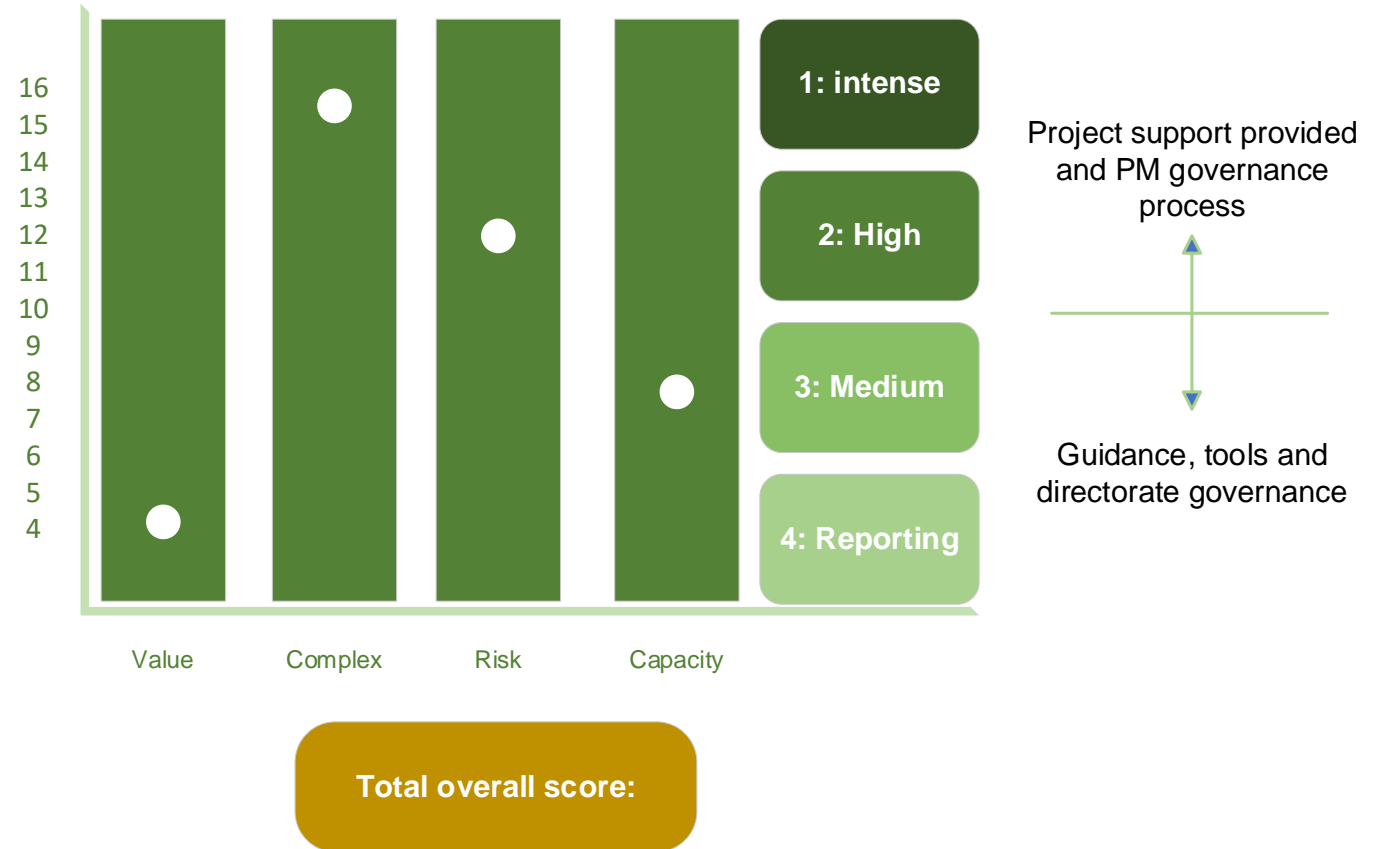 16
15
14
13
12
11
10
9
8
7
6
5
4
1: intense
2: High
3: Medium
4: Reporting
Project support provided
and PM governance
process
Guidance, tools and
directorate governance
Value
Complex
Risk
Capacity
Total overall score: